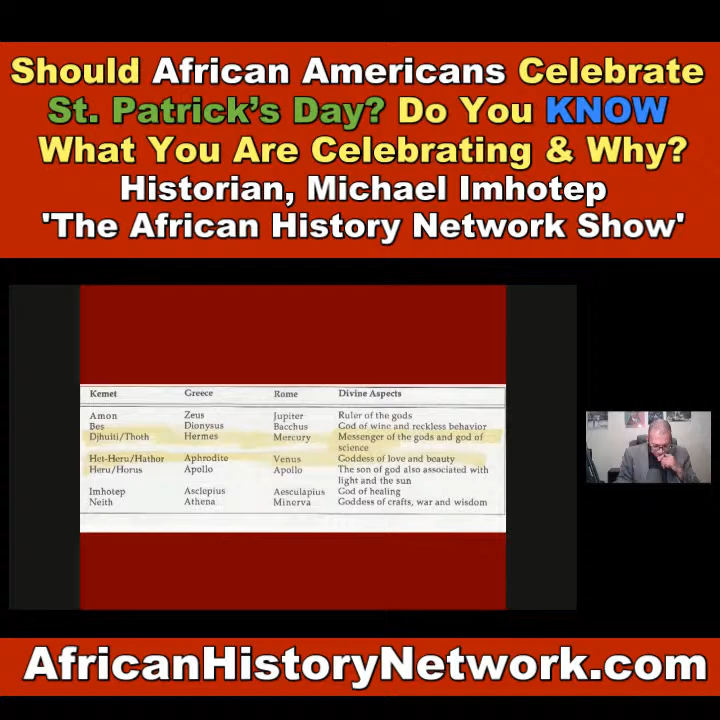 Should African Americans Celebrate
St. Patrick's Day? Do You KNOW
What You Are Celebrating & Why?
Historian, Michael Imhotep
'The African History Network Show'
Kemet Greece Rome Divine Aspects
Amon Zeus Jupiter Ruler of the gods
Bes Dionysus Bacchus God of wine and reckless behavior
Djhuiti/Thoth Hermes Mercury Messenger of the gods and god of
science
Het-Heru/Hathor Aphrodite Venus Goddess of love and beauty
Heru/Horus Apollo Apollo The son of god also associated with
light and the sun
Imhotep Asclepius Aesculapius God of healing
Neith Athena Minerva Goddess of crafts, war and wisdom
AfricanHistoryNetwork.com